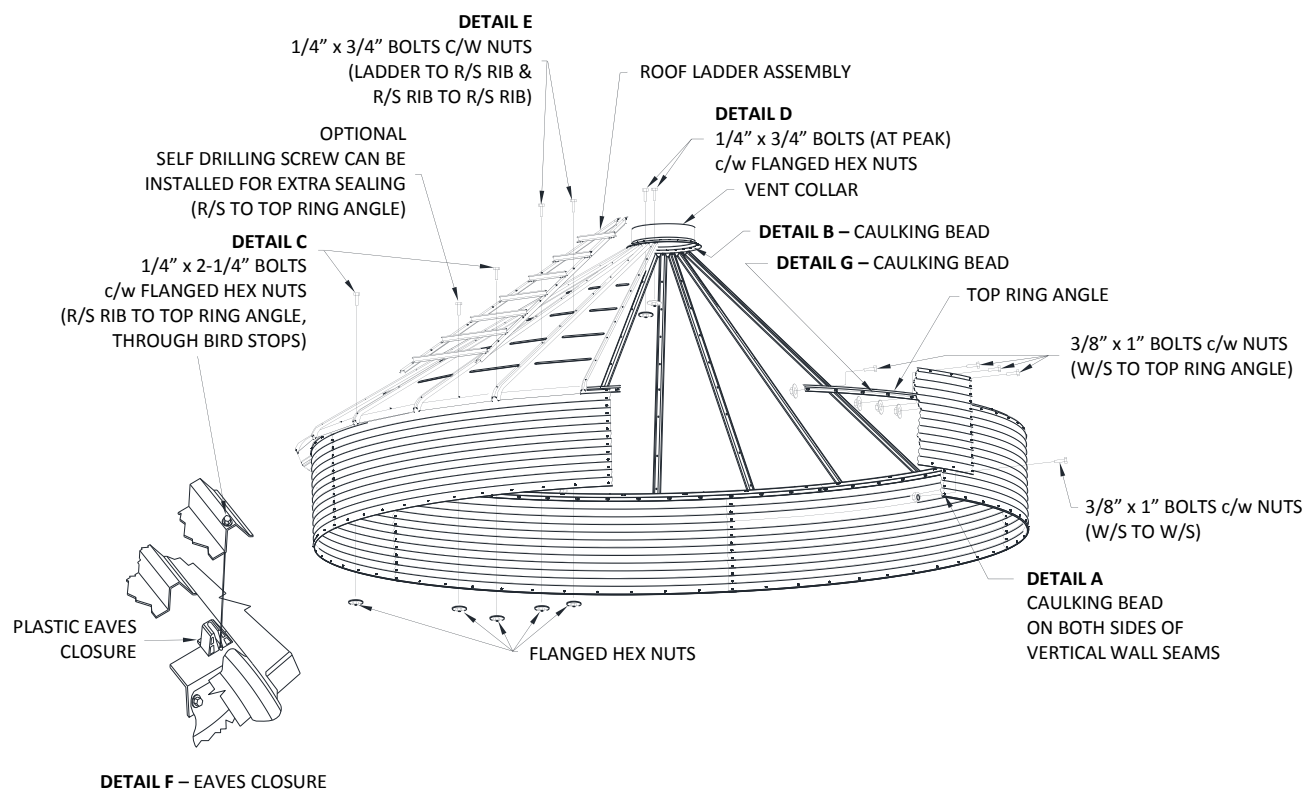 DETAIL E
1/4” x 3/4” BOLTS C/W NUTS
(LADDER TO R/S RIB &
R/S RIB TO R/S RIB)
ROOF LADDER ASSEMBLY
DETAIL D
1/4” x 3/4” BOLTS (AT PEAK)
c/w FLANGED HEX NUTS
VENT COLLAR
OPTIONAL
SELF DRILLING SCREW CAN BE
INSTALLED FOR EXTRA SEALING
(R/S TO TOP RING ANGLE)
DETAIL B – CAULKING BEAD
DETAIL G – CAULKING BEAD
DETAIL C
1/4” x 2-1/4” BOLTS
c/w FLANGED HEX NUTS
(R/S RIB TO TOP RING ANGLE,
THROUGH BIRD STOPS)
TOP RING ANGLE
3/8” x 1” BOLTS c/w NUTS
(W/S TO TOP RING ANGLE)
3/8” x 1” BOLTS c/w NUTS
(W/S TO W/S)
DETAIL A
CAULKING BEAD
ON BOTH SIDES OF
VERTICAL WALL SEAMS
PLASTIC EAVES
CLOSURE
FLANGED HEX NUTS
DETAIL F – EAVES CLOSURE